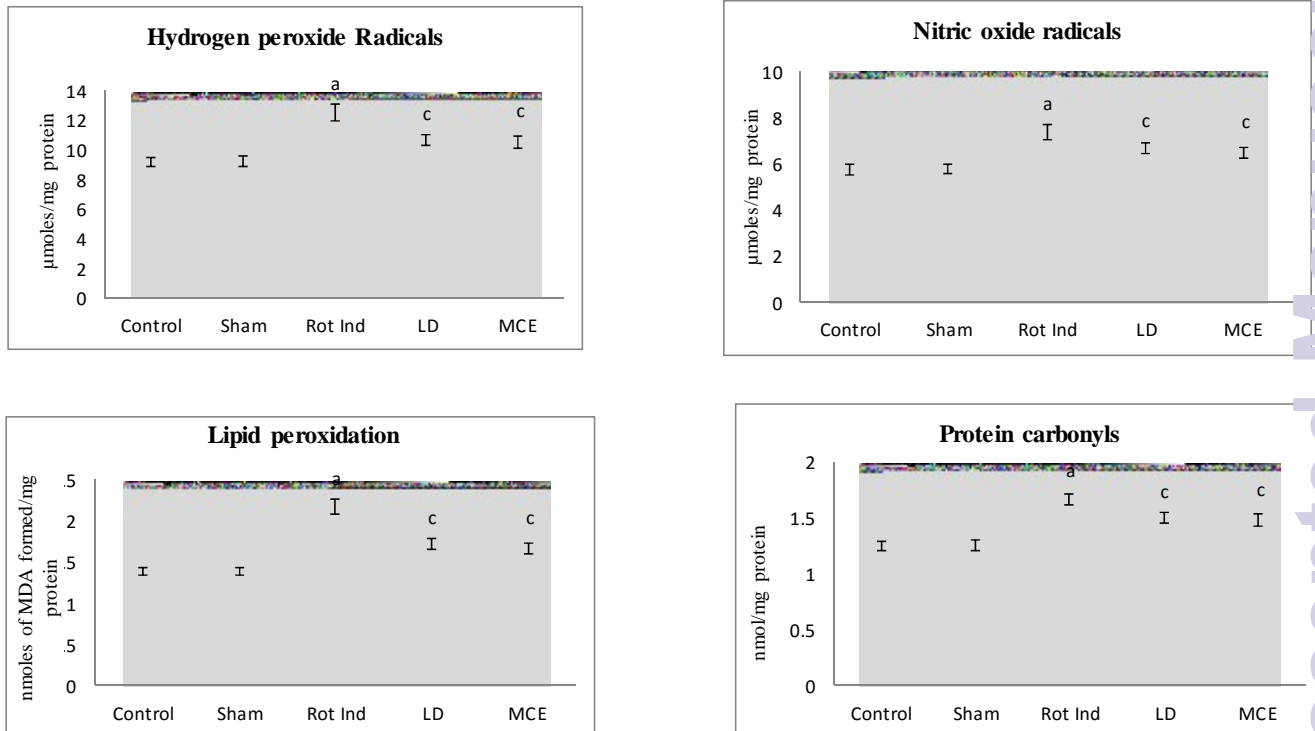 Hydrogen peroxide Radicals
µmoles/mg protein
14
12
10
8
6
4
2
0
a
c
c
Control Sham Rot Ind LD MCE
Nitric oxide radicals
µmoles/mg protein
10
8
6
4
2
0
a
c
c
Control Sham Rot Ind LD MCE
Lipid peroxidation
nmoles of MDA formed/mg
protein
.5
2
.5
1
.5
0
a
c
c
Control Sham Rot Ind LD MCE
Protein carbonyls
nmol/mg protein
2
1.5
1
0.5
0
a
c
c
Control Sham Rot Ind LD MCE